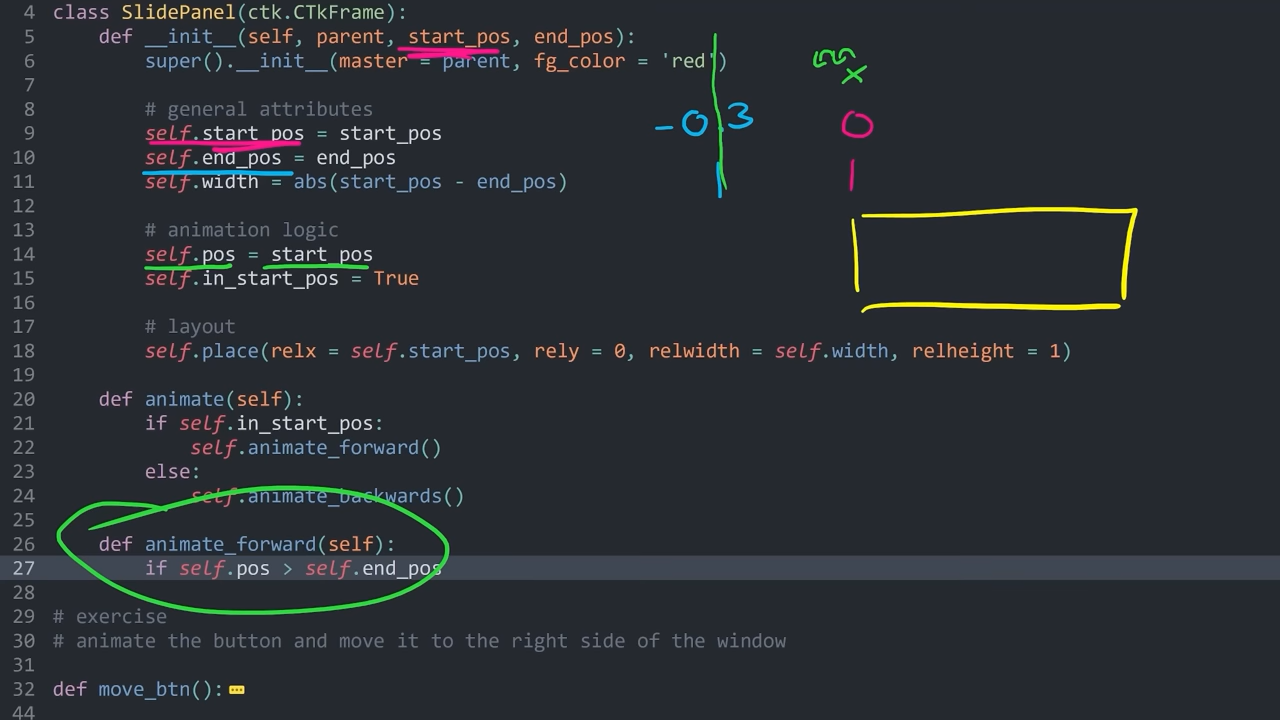 4 class SlidePanel(ctk.CTkFrame):
5 def __init__(self, parent, start_pos, end_pos):
6 super().__init__(master = parent, fg_color = 'red')
7
8 # general attributes
9 self.start_pos = start_pos
10 self.end_pos = end_pos
11 self.width = abs(start_pos - end_pos)
12
13 # animation logic
14 self.pos = start_pos
15 self.in_start_pos = True
16
17 # layout
18 self.place(relx = self.start_pos, rely = 0, relwidth = self.width, relheight = 1)
19
20 def animate(self):
21 if self.in_start_pos:
22 self.animate_forward()
23 else:
24 self.animate_backwards()
25
26 def animate_forward(self):
27 if self.pos > self.end_pos
28
29 # exercise
30 # animate the button and move it to the right side of the window
31
32 def move_btn():
44
x
-0.3
0
1